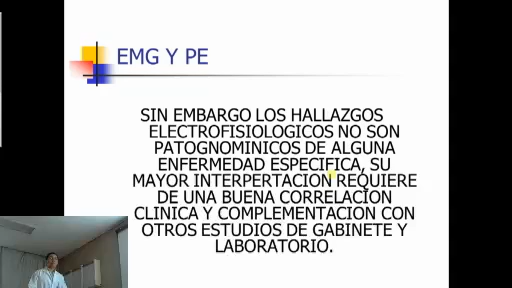 EMG Y PE
SIN EMBARGO LOS HALLAZGOS
ELECTROFISIOLOGICOS NO SON
PATOGNOMINICOS DE ALGUNA
ENFERMEDAD ESPECIFICA, SU
MAYOR INTERPERTACION REQUIERE
DE UNA BUENA CORRELACION
CLINICA Y COMPLEMENTACION CON
OTROS ESTUDIOS DE GABINETE Y
LABORATORIO.